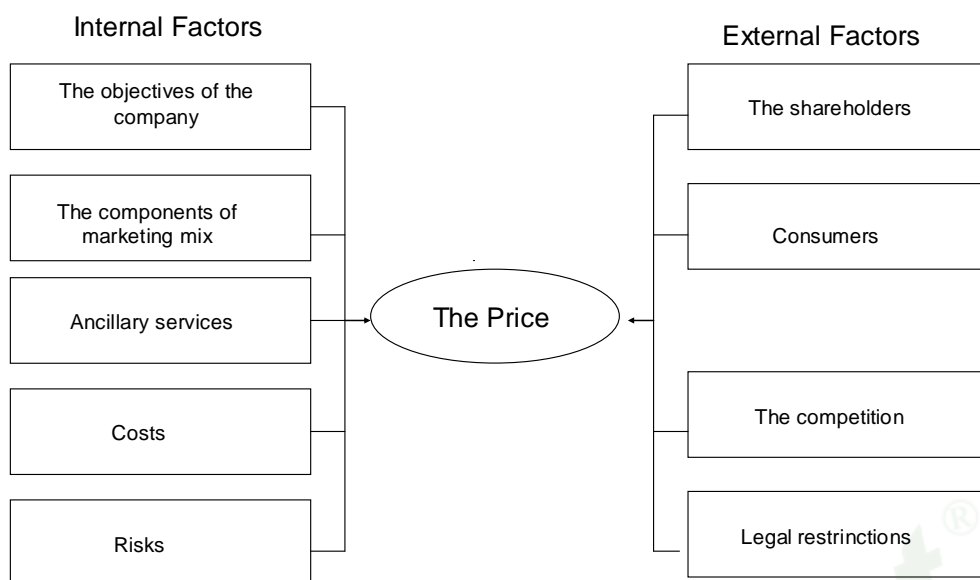 Internal Factors
The objectives of the
company
The components of
marketing mix
Ancillary services
Costs
Risks
The Price
External Factors
The shareholders
Consumers
The competition
Legal restrinctions
®